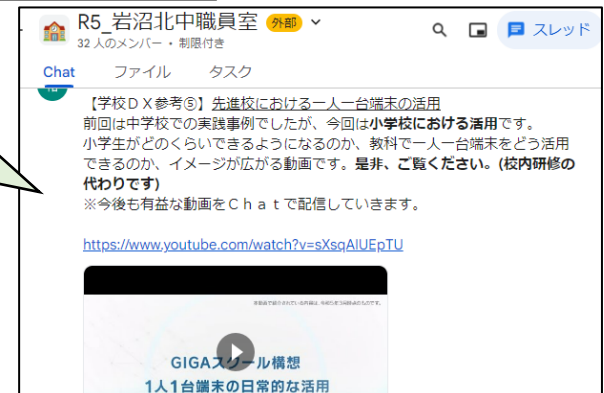 R5_岩沼北中職員室 外部
32 人のメンバー・制限付き
スレッド
Chat ファイル タスク
【学校DX参考⑤】先進校における一人一台端末の活用
前回は中学校での実践事例でしたが、今回は小学校における活用です。
小学生がどのくらいできるようになるのか、教科で一人一台端末をどう活用
できるのか、イメージが広がる動画です。是非、ご覧ください。(校内研修の
代わりです)
※今後も有益な動画をChatで配信していきます。
https://www.youtube.com/watch?v=sXsqAIUEpTU
GIGAスクール構想
1人1台端末の日常的な活用